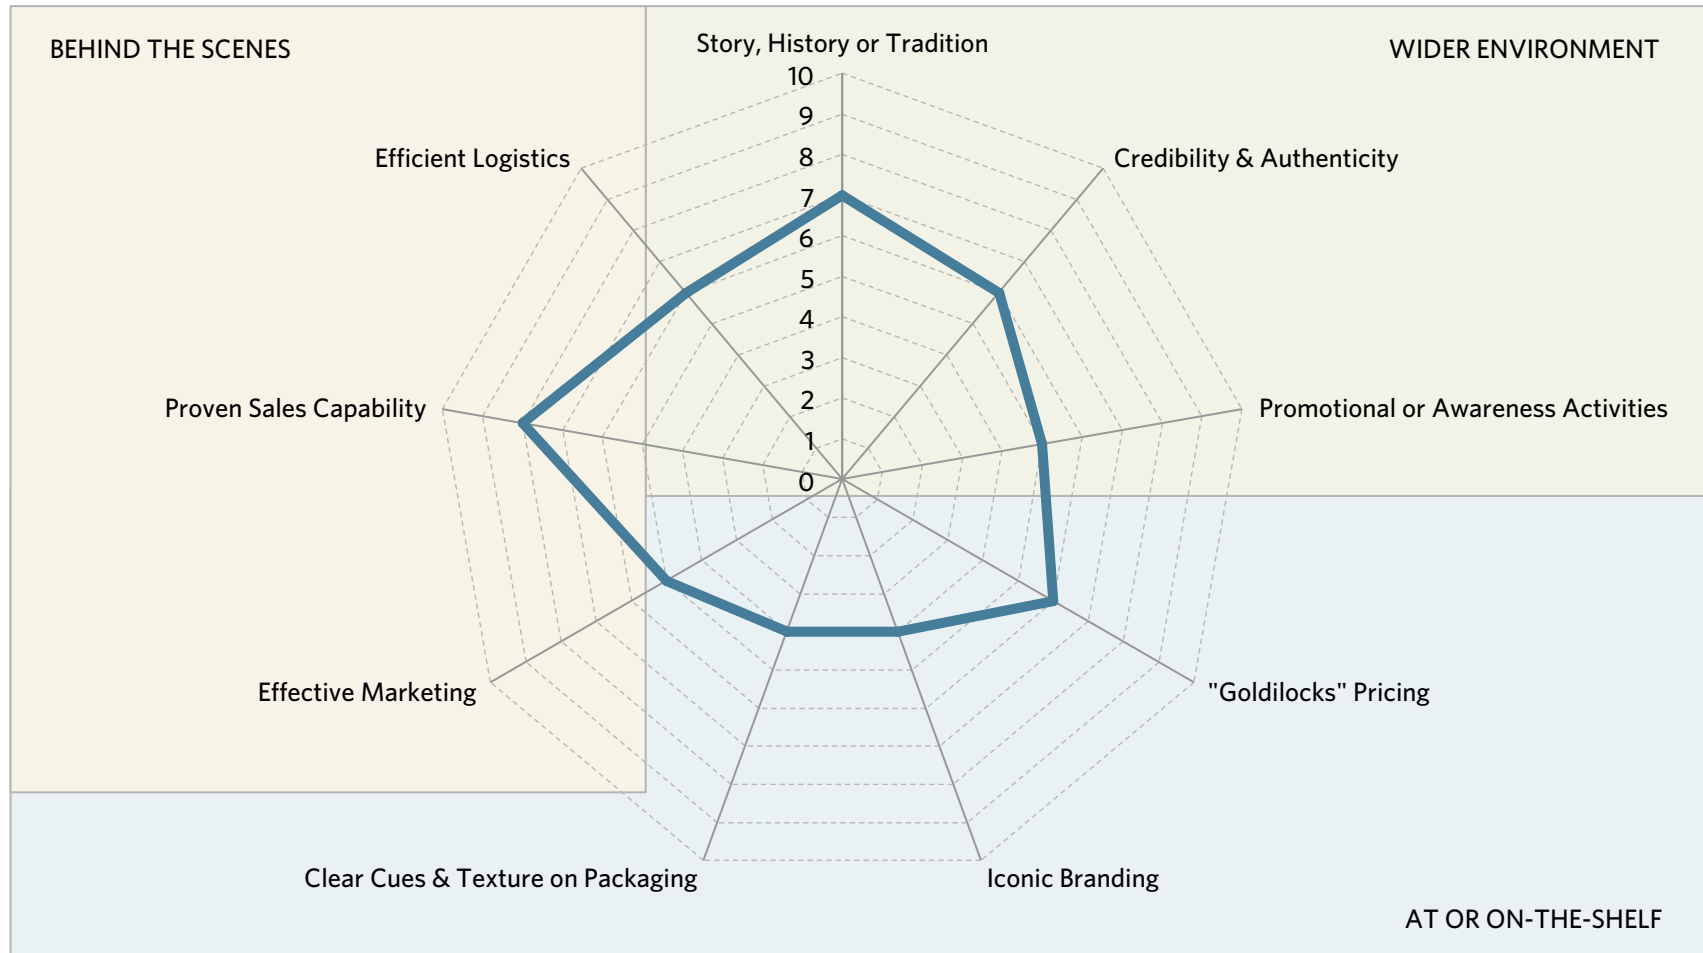 BEHIND THE SCENES
Story, History or Tradition
WIDER ENVIRONMENT
10
9
8
7
6
5
4
3
2
1
0
Efficient Logistics
Credibility & Authenticity
Proven Sales Capability
Promotional or Awareness Activities
Effective Marketing
"Goldilocks" Pricing
Clear Cues & Texture on Packaging
Iconic Branding
AT OR ON-THE-SHELF